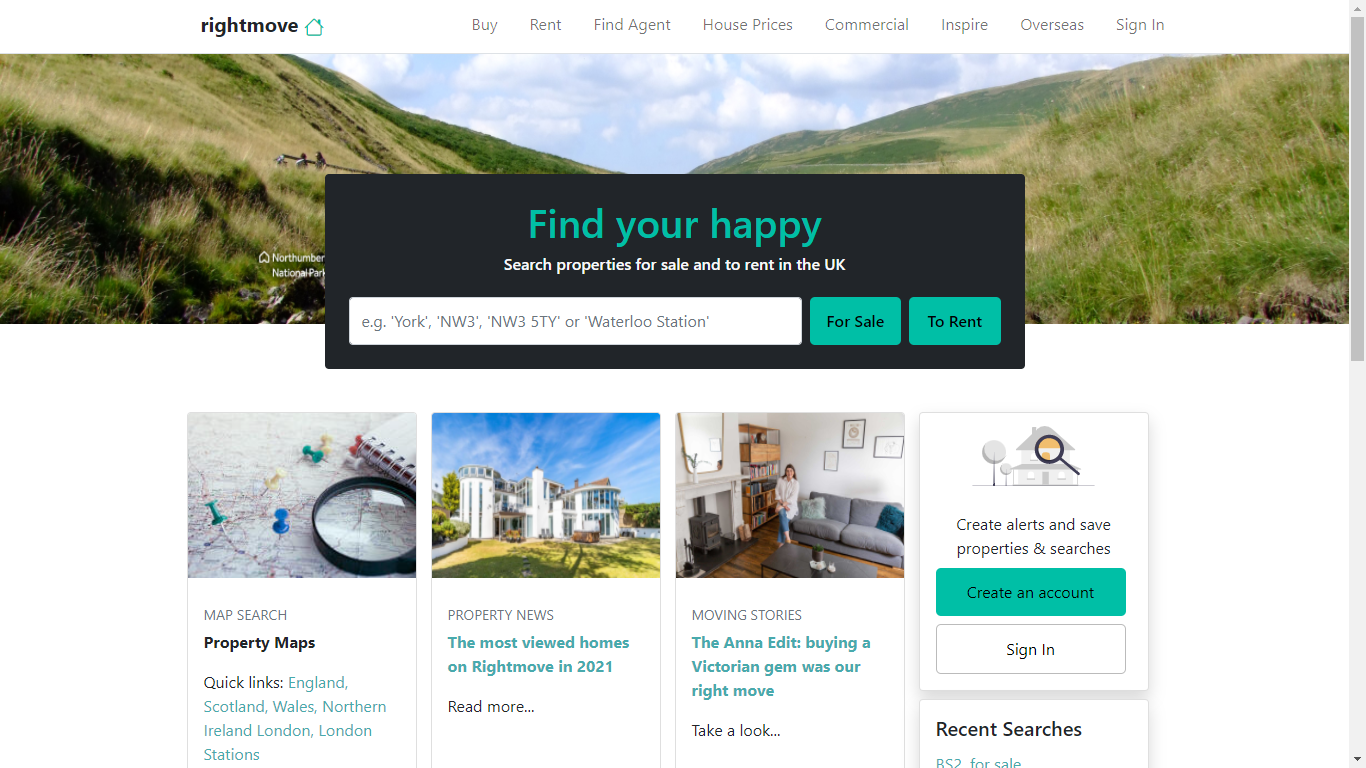 rightmove
Buy
Rent
Find Agent
House Prices
Commercial
Inspire
Overseas
Sign In
Find your happy
Search properties for sale and to rent in the UK
Northumber
National Park
e.g. 'York', 'NW3', 'NW3 5TY' or 'Waterloo Station'
For Sale
To Rent
MAP SEARCH
Property Maps
Quick links: England,
Scotland, Wales, Northern
Ireland London, London
Stations
PROPERTY NEWS
The most viewed homes
on Rightmove in 2021
Read more...
MOVING STORIES
The Anna Edit: buying a
Victorian gem was our
right move
Take a look...
Create alerts and save
properties & searches
Create an account
Sign In
Recent Searches
BS2, for sale